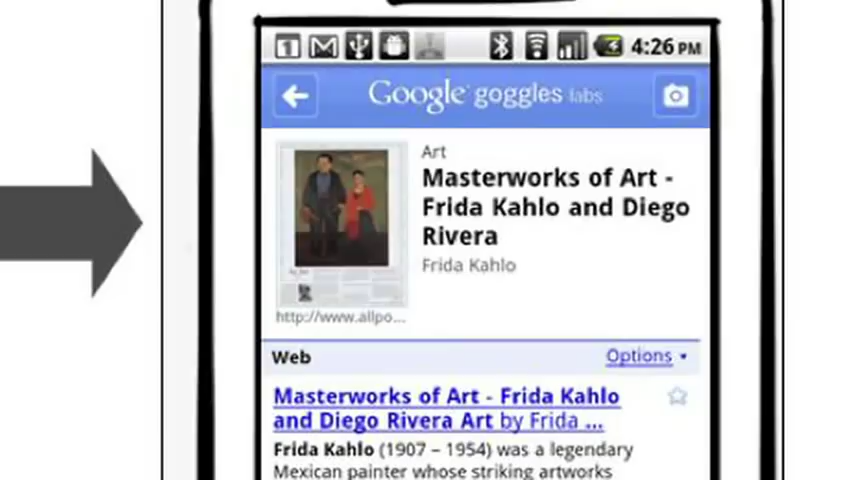 1
4:26 PM
Google goggles labs
Art
Masterworks of Art -
Frida Kahlo and Diego
Rivera
Frida Kahlo
http://www.allpo...
Web
Options
Masterworks of Art - Frida Kahlo
and Diego Rivera Art by Frida ...
Frida Kahlo (1907 – 1954) was a legendary
Mexican painter whose striking artworks